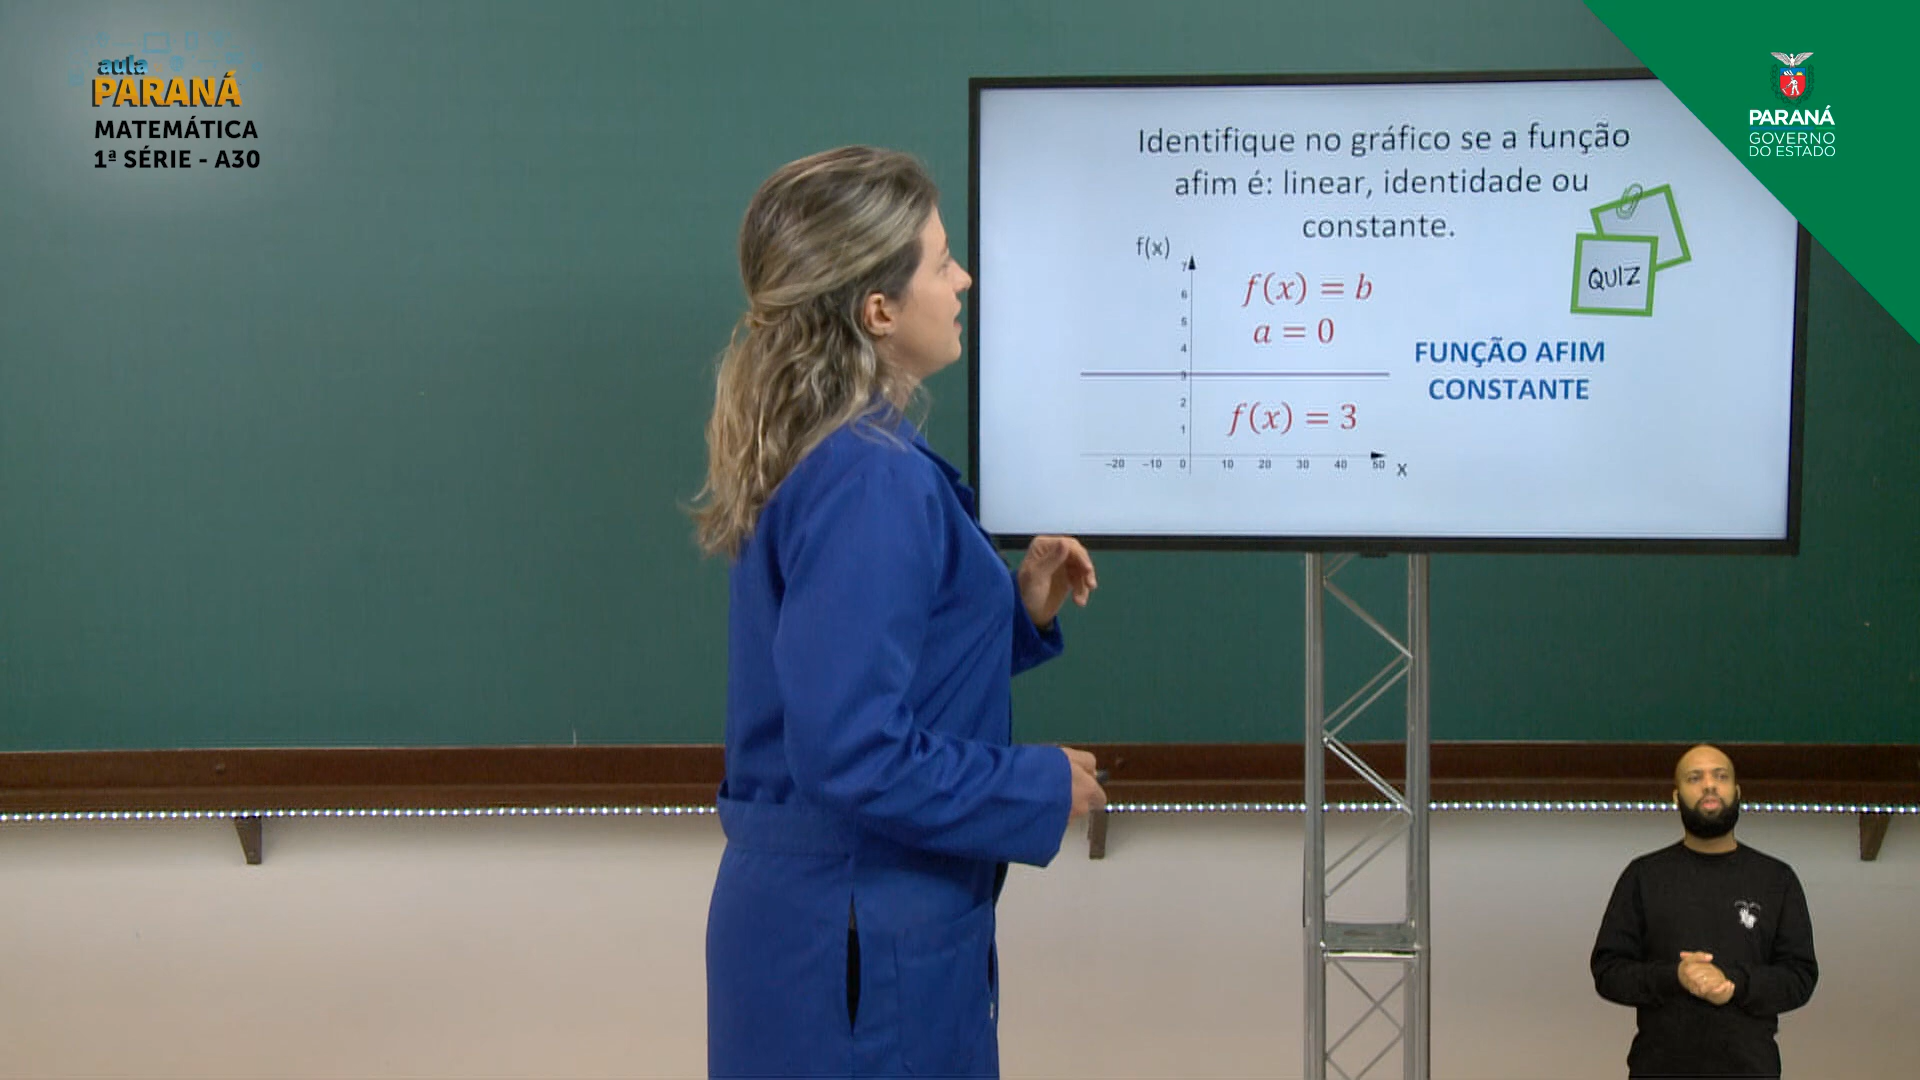 aula
PARANÁ
MATEMÁTICA
1ª SÉRIE - A30
PARANÁ
GOVERNO
DO ESTADO
Identifique no gráfico se a função
afim é: linear, identidade ou
constante.
QUIZ
f(x)
7
6
5
4
3
2
1
-20 -10 0 10 20 30 40 50 x
f(x) = b
a = 0
f(x) = 3
FUNÇÃO AFIM
CONSTANTE